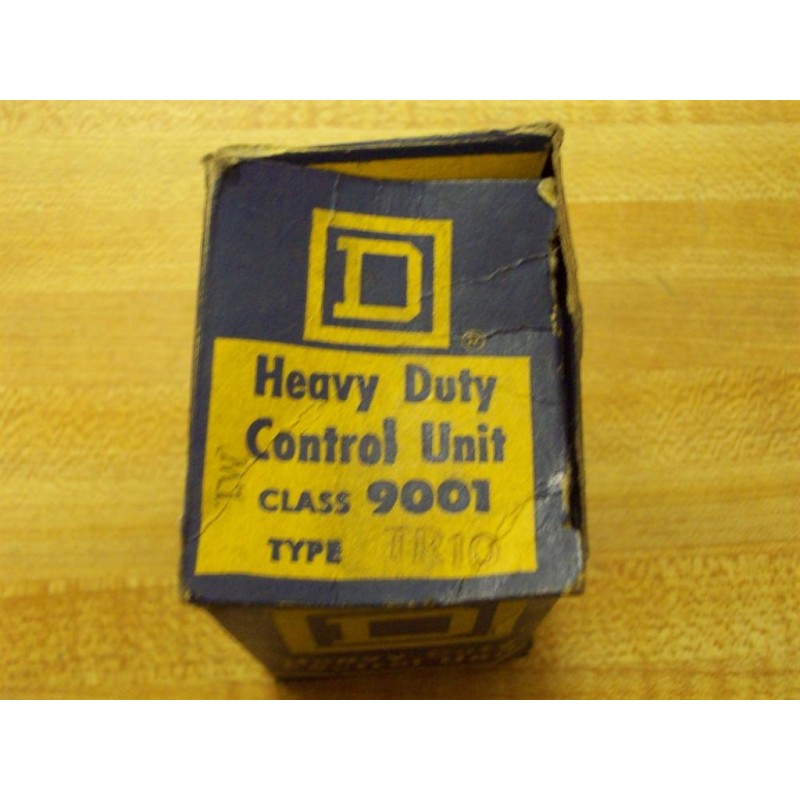 D
Heavy Duty
Control Unit
CLASS 9001
TYPE TR10